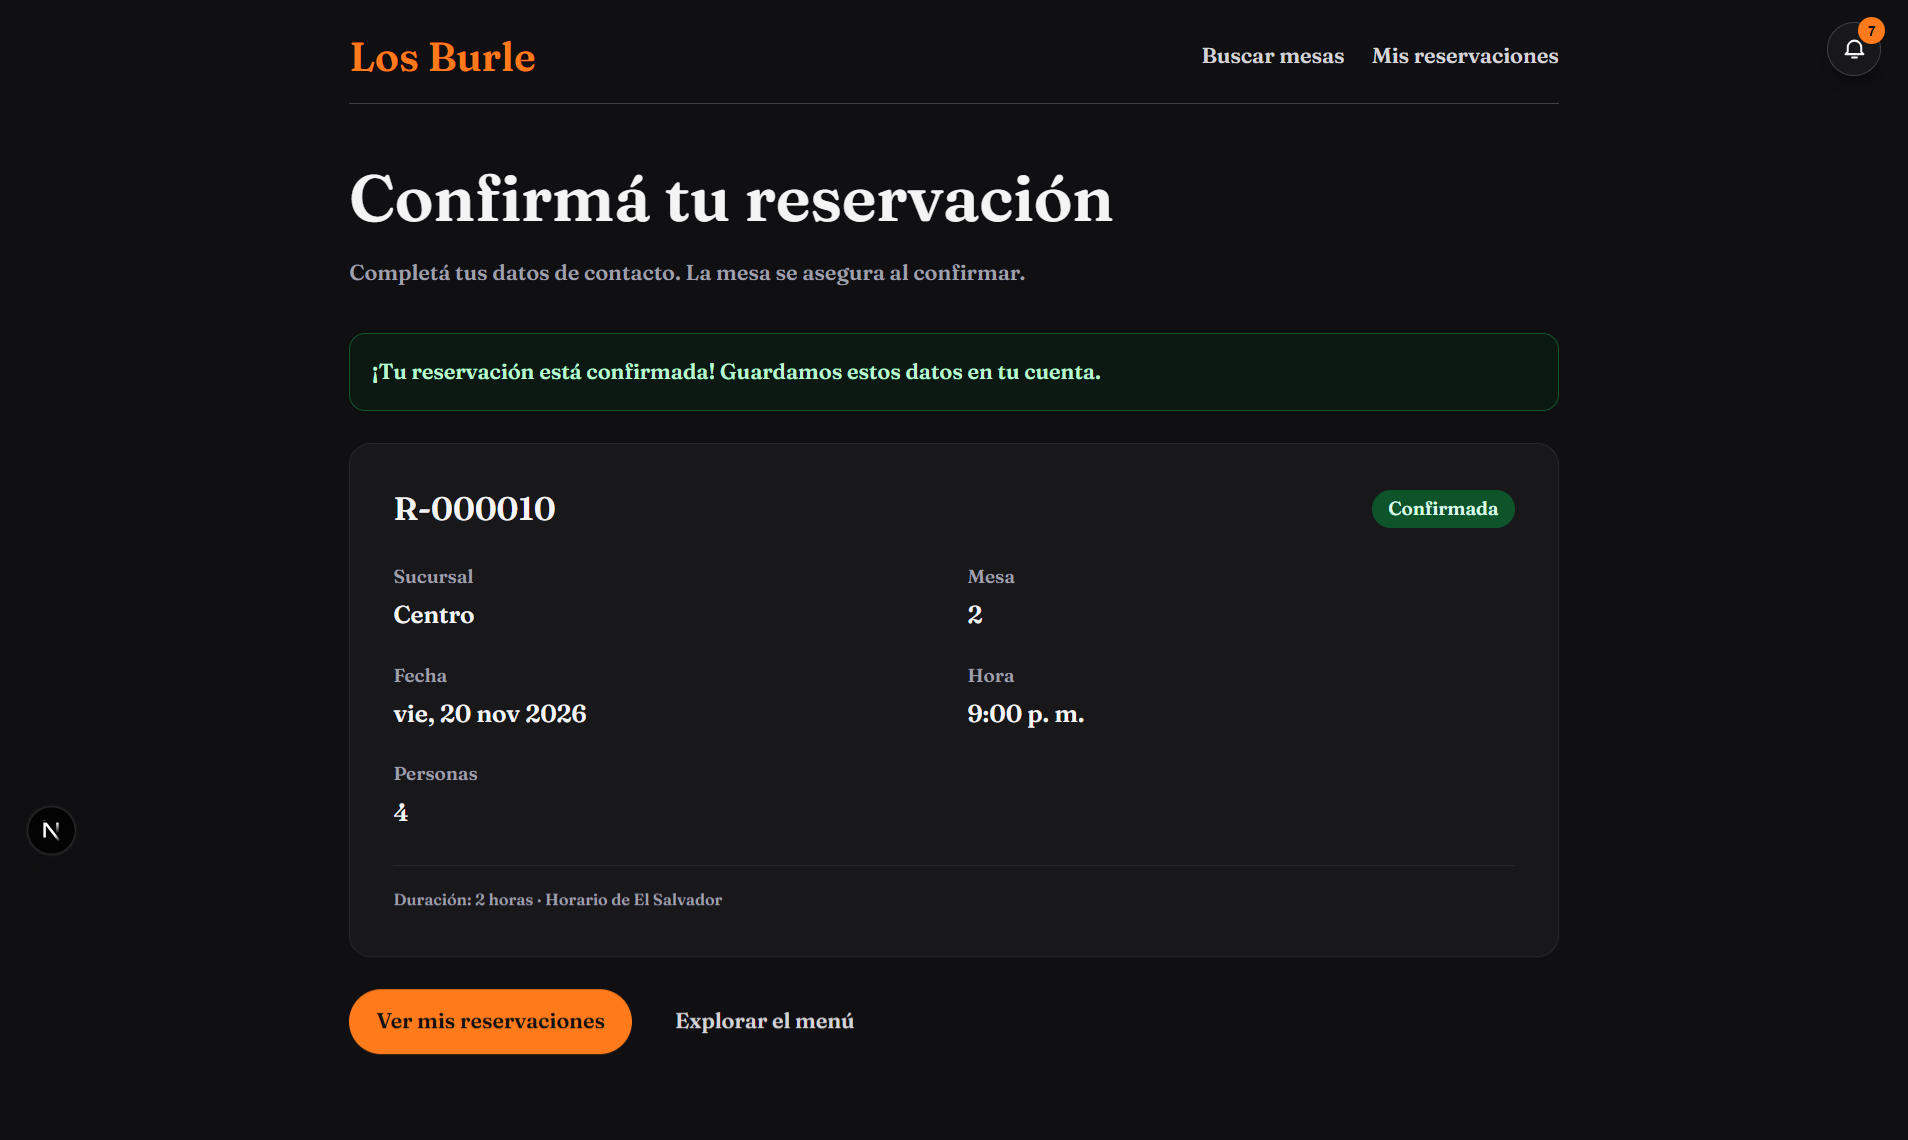 Los Burle
Buscar mesas
Mis reservaciones
7
Confirmá tu reservación
Completá tus datos de contacto. La mesa se asegura al confirmar.
¡Tu reservación está confirmada! Guardamos estos datos en tu cuenta.
R-000010
Confirmada
Sucursal
Centro
Mesa
2
Fecha
vie, 20 nov 2026
Hora
9:00 p. m.
Personas
4
Duración: 2 horas · Horario de El Salvador
Ver mis reservaciones
Explorar el menú
N